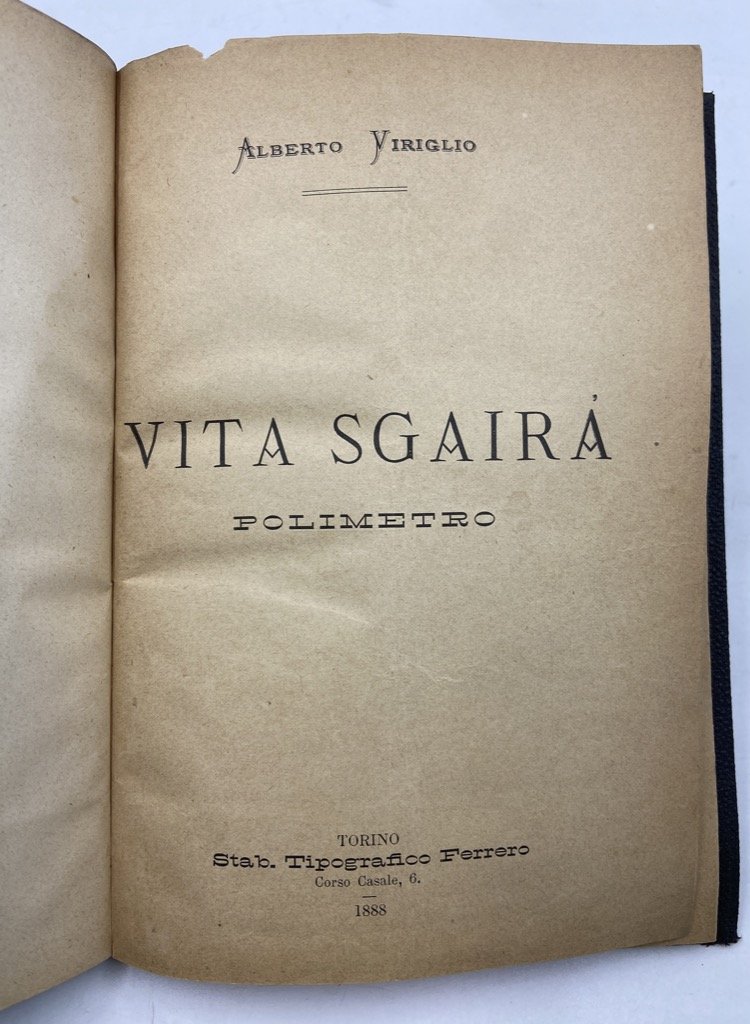 ALBERTO VIRIGLIO
VITA SGAIRÀ
POLIMETRO
TORINO
Stab. Tipografico Ferrero
Corso Casale, 6.
1888